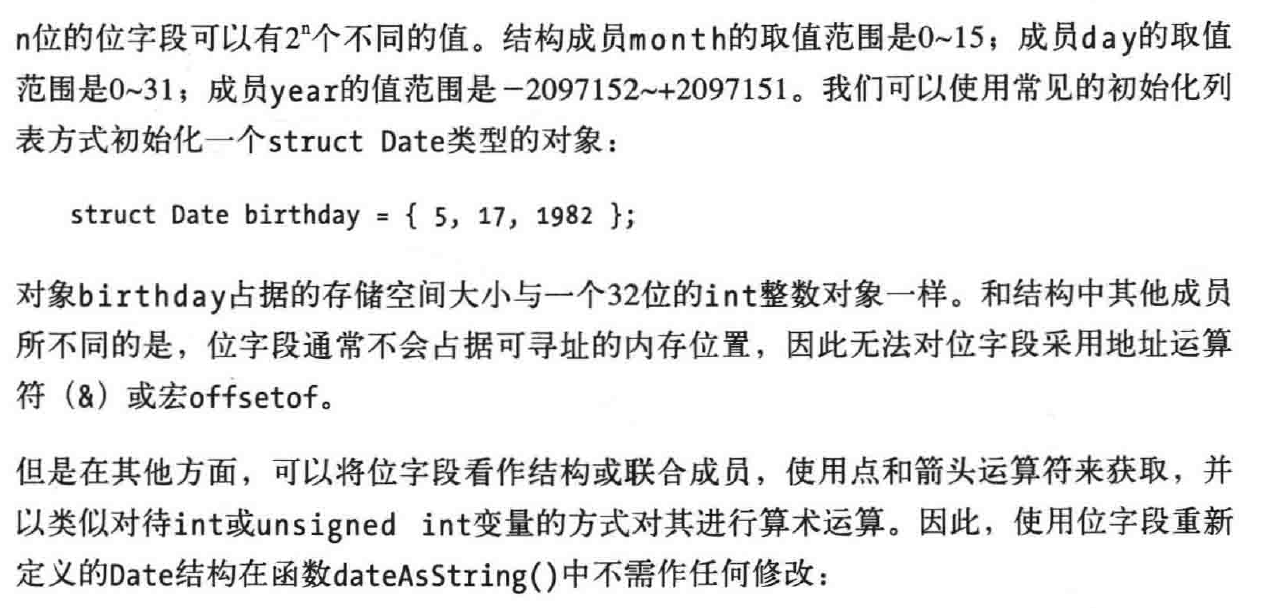 n位的位字段可以有2ⁿ个不同的值。结构成员month的取值范围是0~15；成员day的取值
范围是0~31；成员year的值范围是－2097152~+2097151。我们可以使用常见的初始化列
表方式初始化一个struct Date类型的对象：
struct Date birthday = { 5, 17, 1982 };
对象birthday占据的存储空间大小与一个32位的int整数对象一样。和结构中其他成员
所不同的是，位字段通常不会占据可寻址的内存位置，因此无法对位字段采用地址运算
符（&）或宏offsetof。
但是在其他方面，可以将位字段看作结构或联合成员，使用点和箭头运算符来获取，并
以类似对待int或unsigned int变量的方式对其进行算术运算。因此，使用位字段重新
定义的Date结构在函数dateAsString()中不需作任何修改：